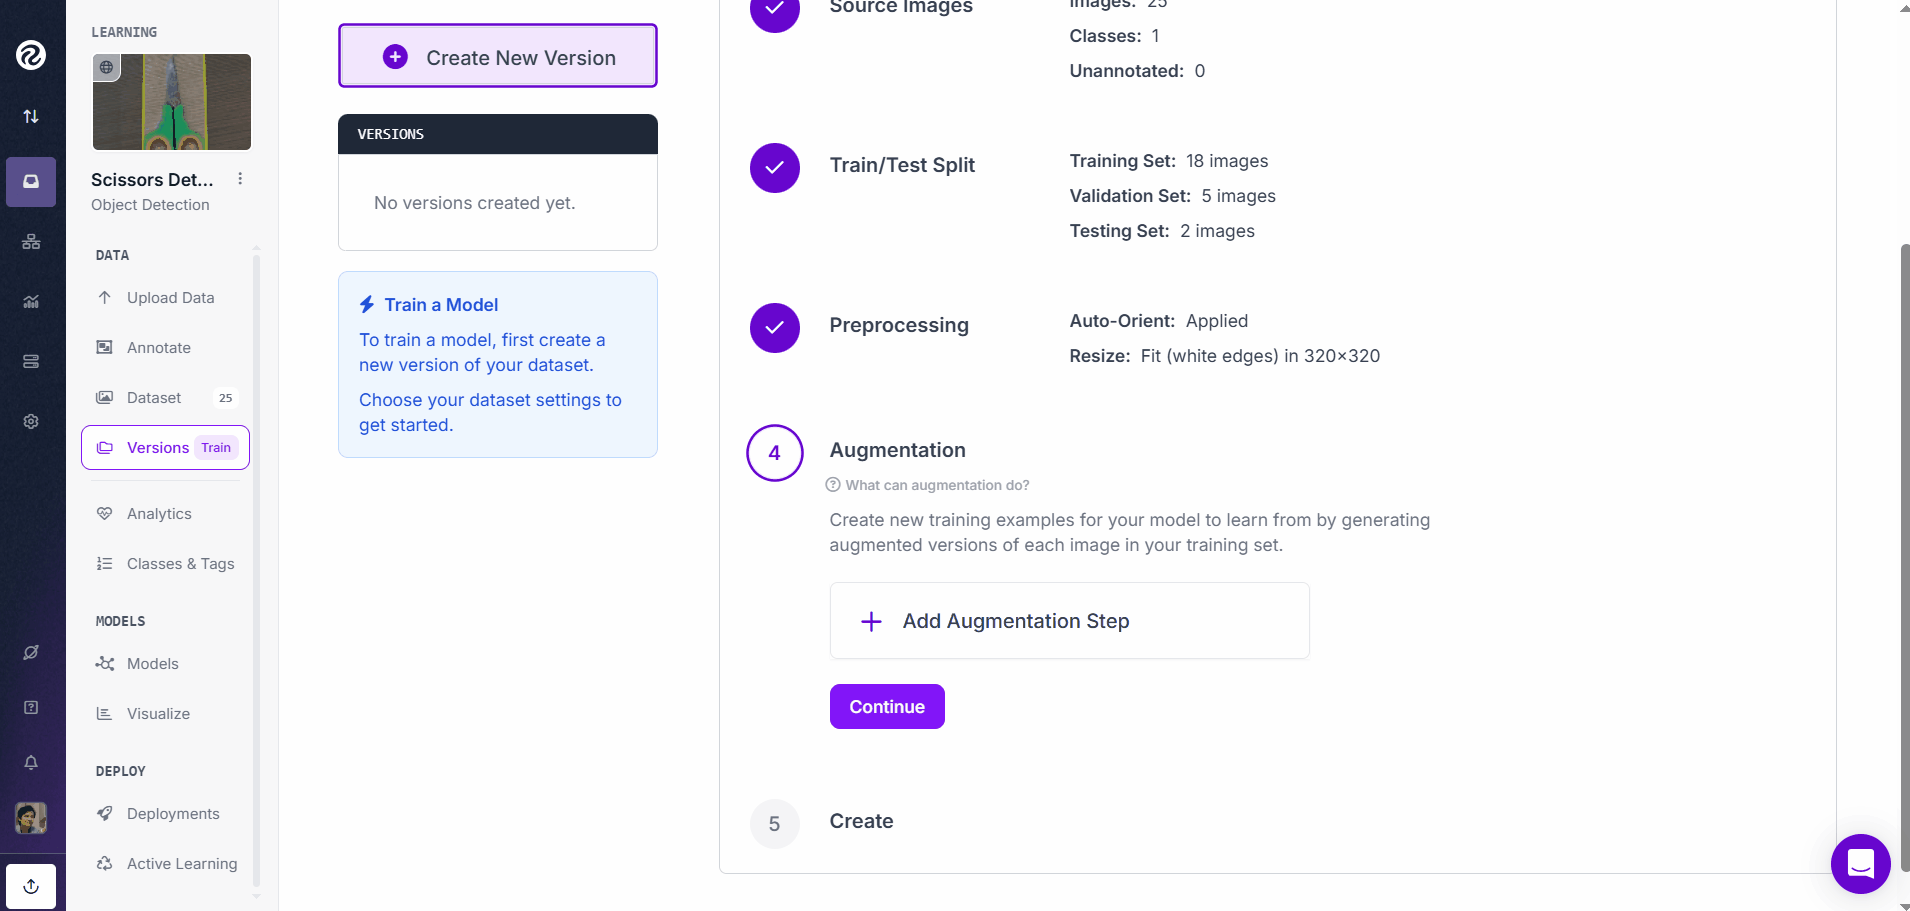 LEARNING
Scissors Det...
Object Detection
DATA
Upload Data
Annotate
Dataset 25
Versions Train
Analytics
Classes & Tags
MODELS
Models
Visualize
DEPLOY
Deployments
Active Learning
Create New Version
VERSIONS
No versions created yet.
Train a Model
To train a model, first create a
new version of your dataset.
Choose your dataset settings to
get started.
Source Images
Images: 25
Classes: 1
Unannotated: 0
Train/Test Split
Training Set: 18 images
Validation Set: 5 images
Testing Set: 2 images
Preprocessing
Auto-Orient: Applied
Resize: Fit (white edges) in 320×320
4 Augmentation
What can augmentation do?
Create new training examples for your model to learn from by generating
augmented versions of each image in your training set.
Add Augmentation Step
Continue
5 Create